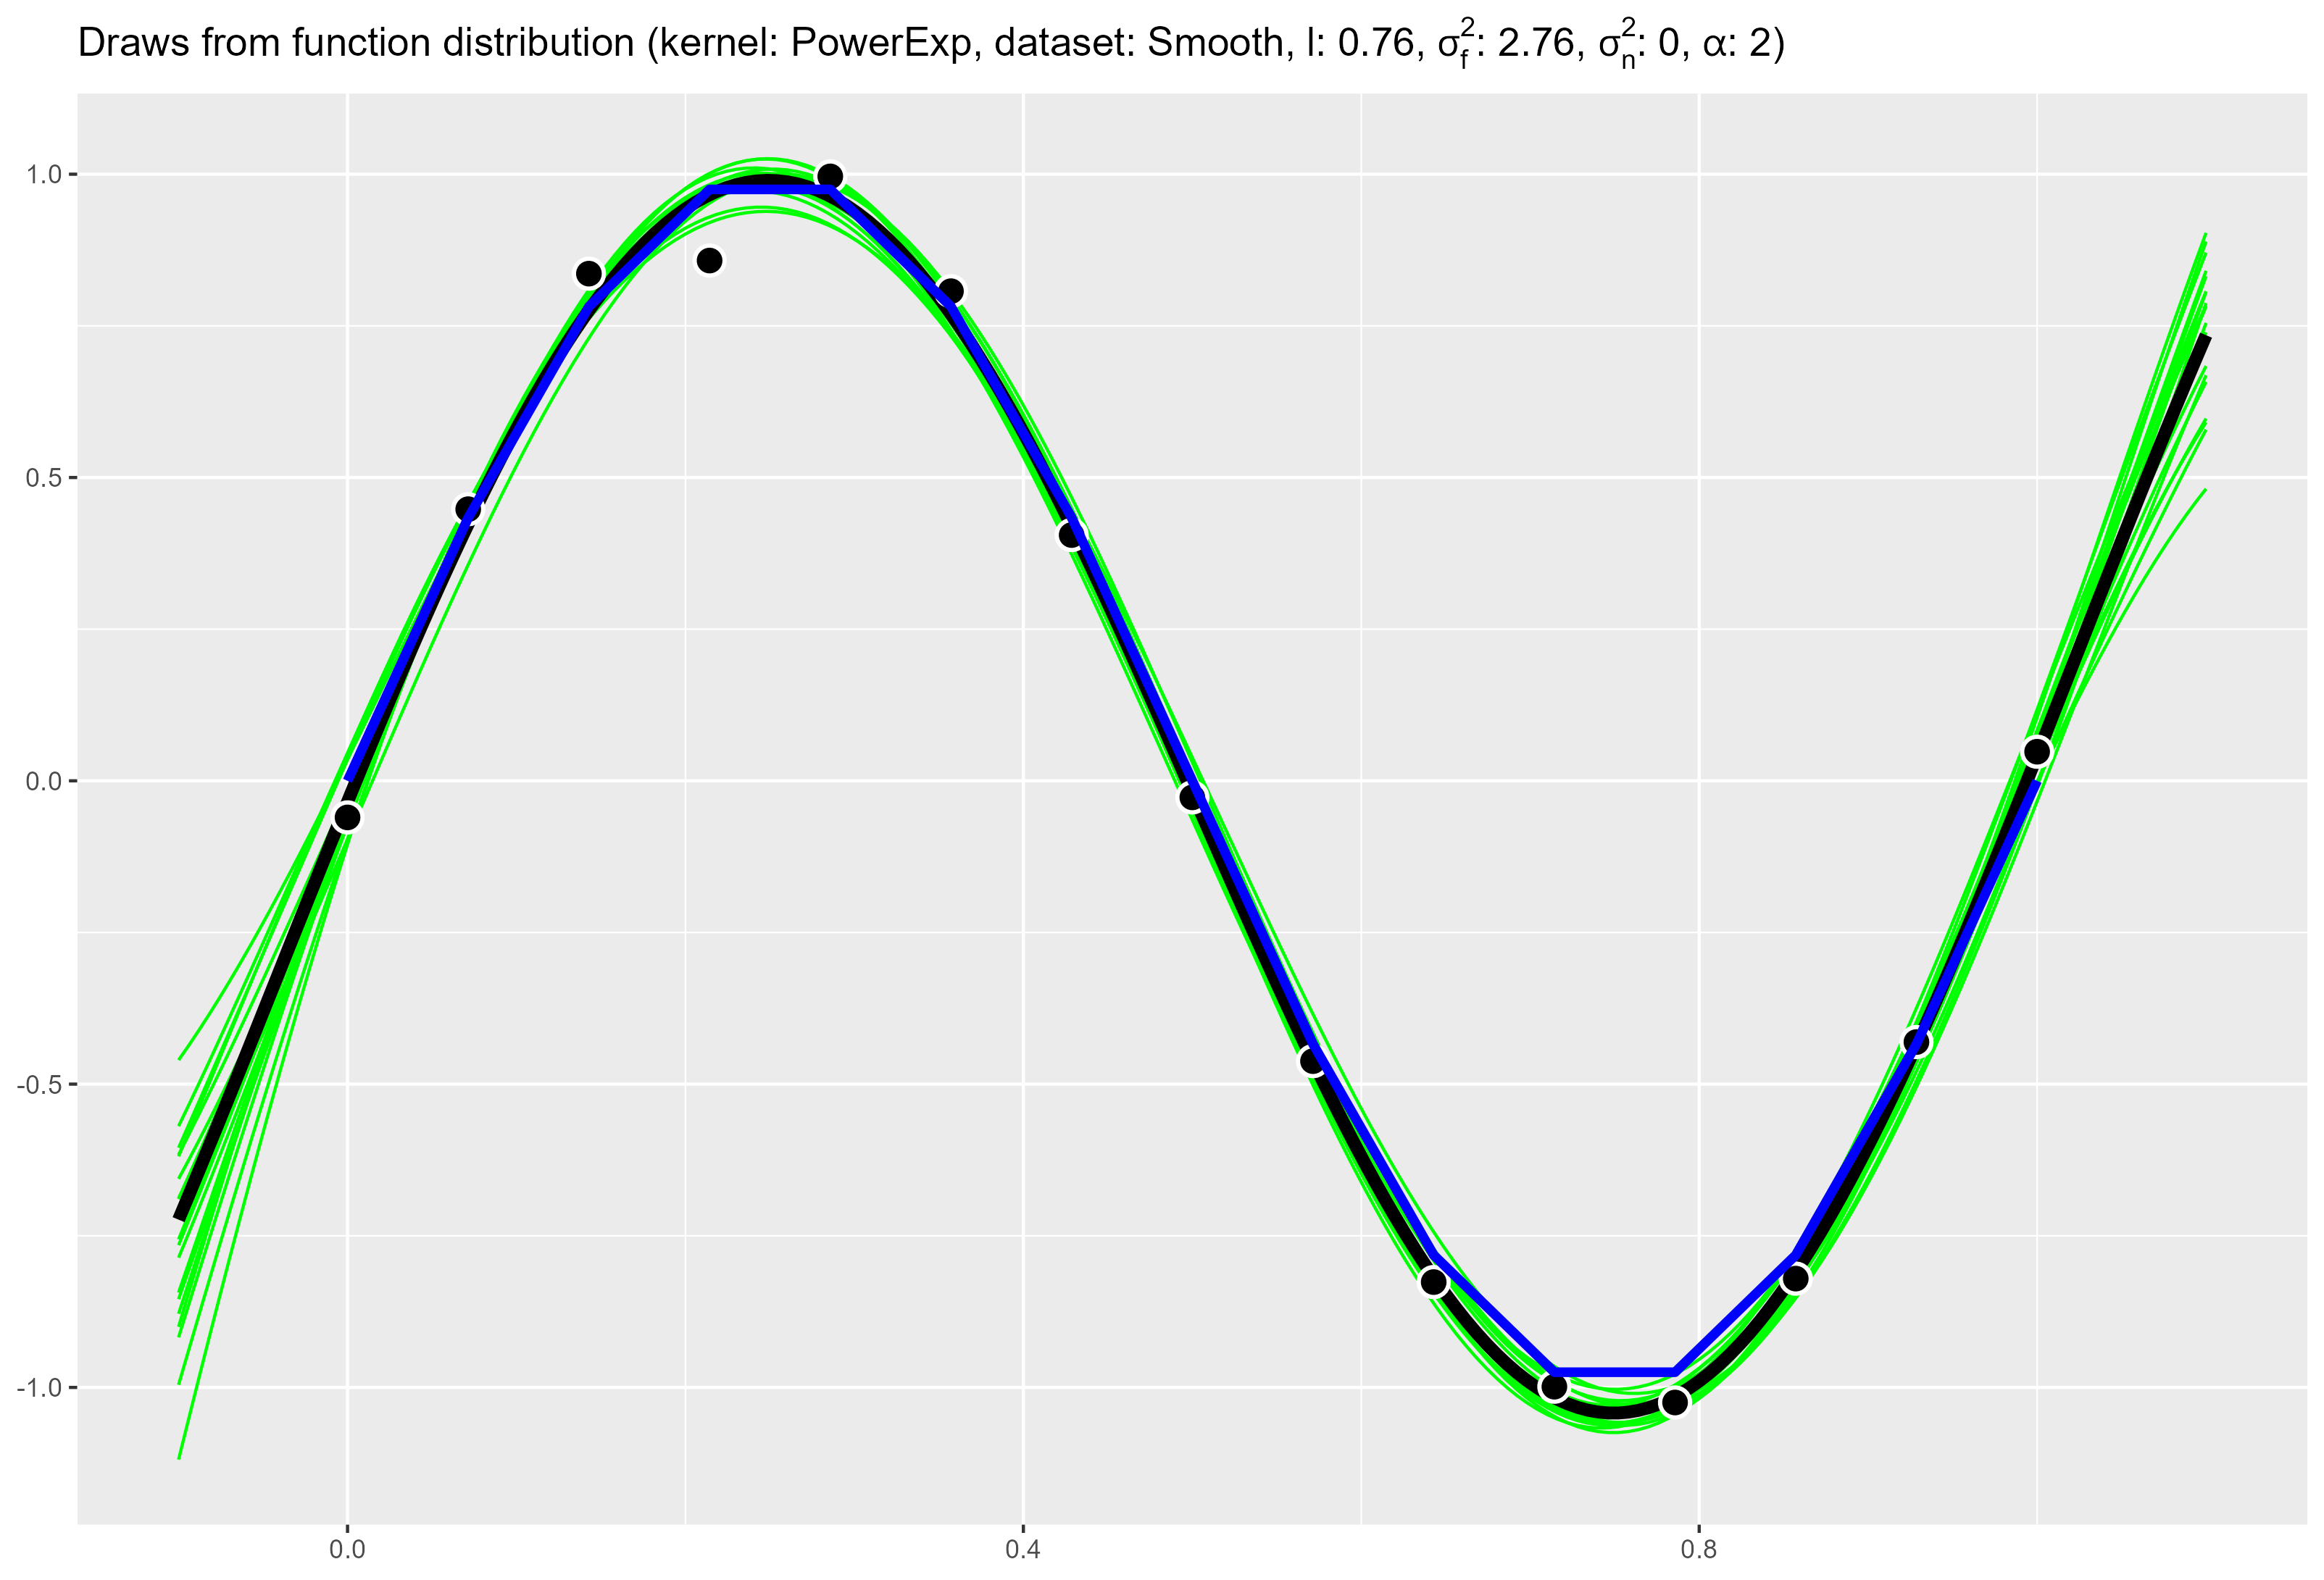 Draws from function distribution (kernel: PowerExp, dataset: Smooth, l: 0.76, σ²f: 2.76, σ²n: 0, α: 2)
1.0
0.5
0.0
-0.5
-1.0
0.0 0.4 0.8